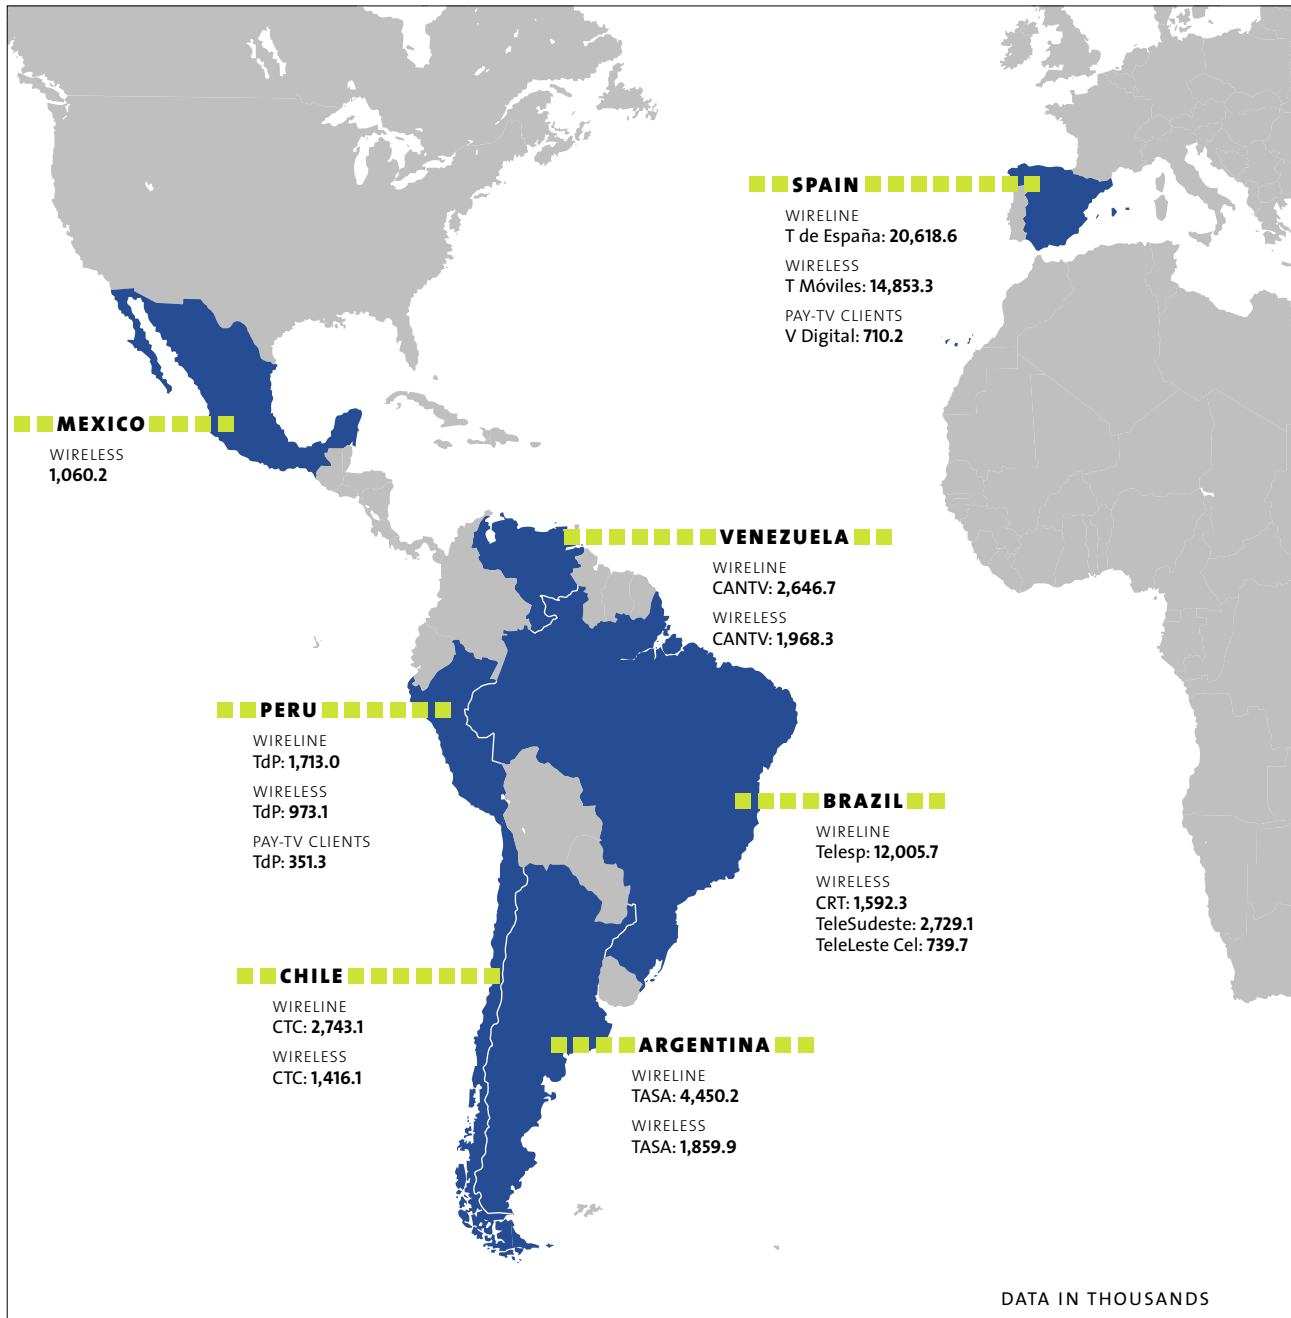 SPAIN
WIRELINE
T de España: 20,618.6
WIRELESS
T Móviles: 14,853.3
PAY-TV CLIENTS
V Digital: 710.2
MEXICO
WIRELESS
1,060.2
VENEZUELA
WIRELINE
CANTV: 2,646.7
WIRELESS
CANTV: 1,968.3
PERU
WIRELINE
TdP: 1,713.0
WIRELESS
TdP: 973.1
PAY-TV CLIENTS
TdP: 351.3
BRAZIL
WIRELINE
Telesp: 12,005.7
WIRELESS
CRT: 1,592.3
TeleSudeste: 2,729.1
TeleLeste Cel: 739.7
CHILE
WIRELINE
CTC: 2,743.1
WIRELESS
CTC: 1,416.1
ARGENTINA
WIRELINE
TASA: 4,450.2
WIRELESS
TASA: 1,859.9
DATA IN THOUSANDS